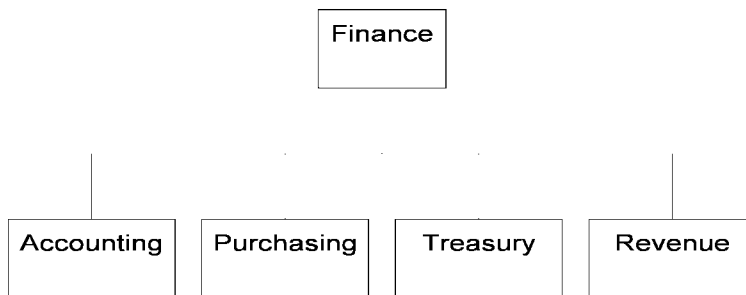 Finance
Accounting
Purchasing
Treasury
Revenue